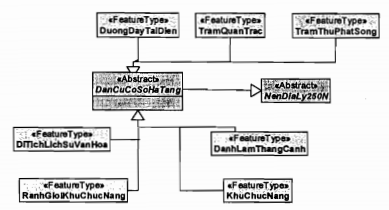 «FeatureType»
DuongDayTaiDien
«FeatureType»
TramQuanTrac
«FeatureType»
TramThuPhatSong
«Abstract»
DanCuCoSoHaTang
«Abstract»
NenDiaLy250N
«FeatureType»
DiTichLichSuVanHoa
«FeatureType»
DanhLamThangCanh
«FeatureType»
RanhGioiKhuChucNang
«FeatureType»
KhuChucNang